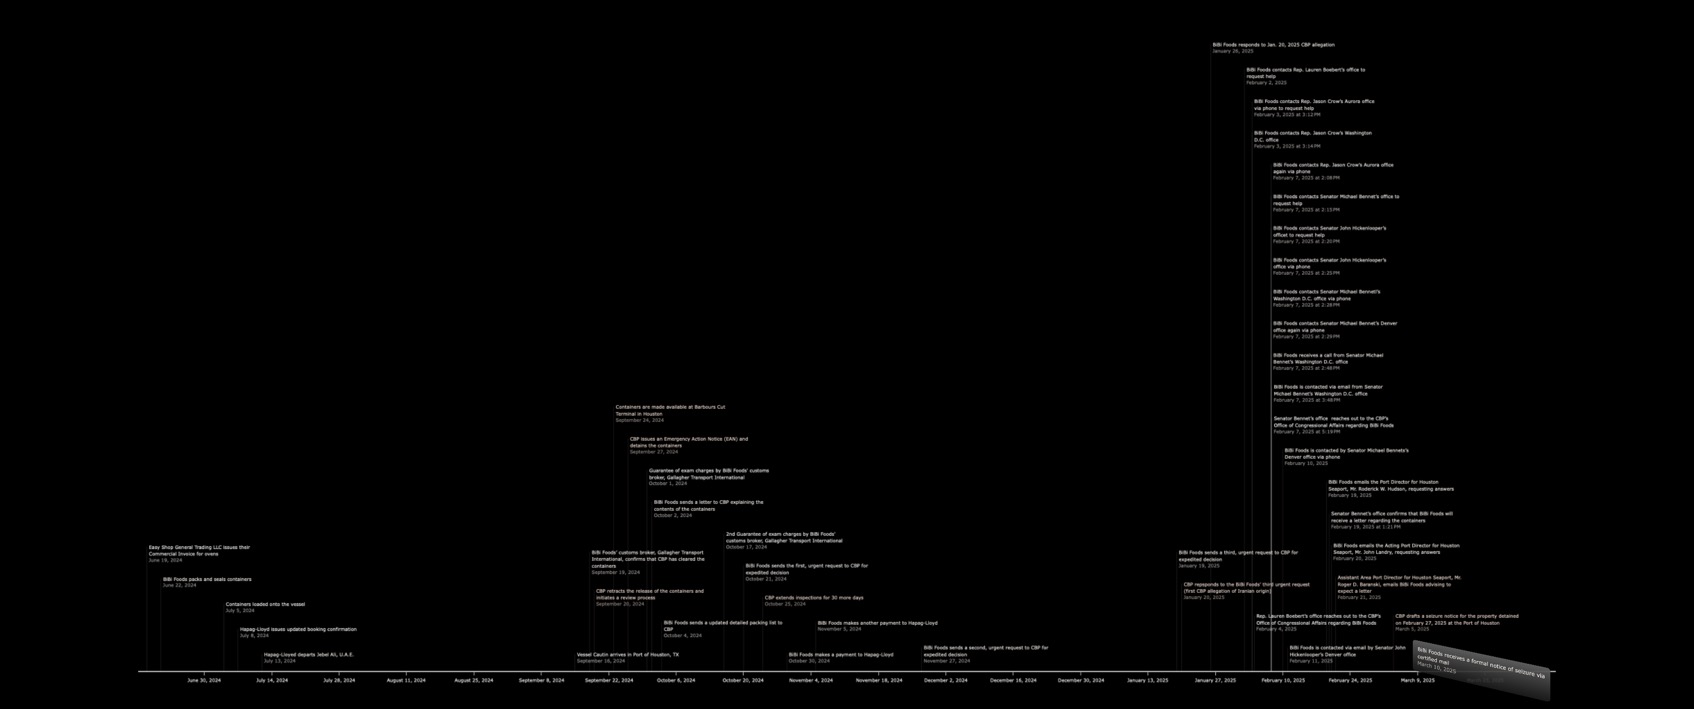 BiBi Foods responds to Jan. 20, 2025 CBP allegation
January 26, 2025
BiBi Foods contacts Rep. Lauren Boebert's office to
request help
February 2, 2025
BiBi Foods contacts Rep. Jason Crow's Aurora office
via phone to request help
February 3, 2025 at 3:12PM
BiBi Foods contacts Rep. Jason Crow's Washington
D.C. office
February 3, 2025 at 3:14PM
BiBi Foods contacts Rep. Jason Crow's Aurora office
again via phone
February 7, 2025 at 2:08PM
BiBi Foods contacts Senator Michael Bennet's office to
request help
February 7, 2025 at 2:15PM
BiBi Foods contacts Senator John Hickenlooper's
officet to request help
February 7, 2025 at 2:20PM
BiBi Foods contacts Senator John Hickenlooper's
office via phone
February 7, 2025 at 2:25PM
BiBi Foods contacts Senator Michael Bennett's
Washington D.C. office via phone
February 7, 2025 at 2:28PM
BiBi Foods contacts Senator Michael Bennet's Denver
office again via phone
February 7, 2025 at 2:29PM
BiBi Foods receives a call from Senator Michael
Bennet's Washington D.C. office
February 7, 2025 at 2:48PM
BiBi Foods is contacted via email from Senator
Michael Bennet's Washington D.C. office
February 7, 2025 at 3:48PM
Senator Bennet's office reaches out to the CBP's
Office of Congressional Affairs regarding BiBi Foods
February 7, 2025 at 5:19PM
BiBi Foods is contacted by Senator Michael Bennete's
Denver office via phone
February 10, 2025
BiBi Foods emails the Port Director for Houston
Seaport, Mr. Roderick W. Hudson, requesting answers
February 19, 2025
Senator Bennet's office confirms that BiBi Foods will
receive a letter regarding the containers
February 19, 2025 at 1:21PM
BiBi Foods emails the Acting Port Director for Houston
Seaport, Mr. John Landry, requesting answers
February 20, 2025
Assistant Area Port Director for Houston Seaport, Mr.
Roger D. Baranski, emails BiBi Foods advising to
expect a letter
February 21, 2025
Containers are made available at Barbours Cut
Terminal in Houston
September 24, 2024
CBP issues an Emergency Action Notice (EAN) and
detains the containers
September 27, 2024
Guarantee of exam charges by BiBi Foods' customs
broker, Gallagher Transport International
October 1, 2024
BiBi Foods sends a letter to CBP explaining the
contents of the containers
October 2, 2024
2nd Guarantee of exam charges by BiBi Foods'
customs broker, Gallagher Transport International
October 17, 2024
Easy Shop General Trading LLC issues their
Commercial Invoice for ovens
June 19, 2024
BiBi Foods' customs broker, Gallagher Transport
International, confirms that CBP has cleared the
containers
September 19, 2024
BiBi Foods sends the first, urgent request to CBP for
expedited decision
October 21, 2024
BiBi Foods sends a third, urgent request to CBP for
expedited decision
January 19, 2025
BiBi Foods packs and seals containers
June 22, 2024
CBP retracts the release of the containers and
initiates a review process
September 20, 2024
CBP extends inspections for 30 more days
October 25, 2024
CBP repsponds to the BiBi Foods' third urgent request
(first CBP allegation of Iranian origin)
January 20, 2025
Containers loaded onto the vessel
July 5, 2024
BiBi Foods sends a updated detailed packing list to
CBP
October 4, 2024
BiBi Foods makes another payment to Hapag-Lloyd
November 5, 2024
Rep. Lauren Boebert's office reaches out to the CBP's
Office of Congressional Affairs regarding BiBi Foods
February 4, 2025
CBP drafts a seizure notice for the property detained
on February 27, 2025 at the Port of Houston
March 5, 2025
Hapag-Lloyd issues updated booking confirmation
July 8, 2024
Hapag-Lloyd departs Jebel Ali, U.A.E.
July 13, 2024
Vessel Cautin arrives in Port of Houston, TX
September 16, 2024
BiBi Foods makes a payment to Hapag-Lloyd
October 30, 2024
BiBi Foods sends a second, urgent request to CBP for
expedited decision
November 27, 2024
BiBi Foods is contacted via email by Senator John
Hickenlooper's Denver office
February 11, 2025
BiBi Foods receives a formal notice of seizure via
certified mail
March 10, 2025
June 30, 2024
July 14, 2024
July 28, 2024
August 11, 2024
August 25, 2024
September 8, 2024
September 22, 2024
October 6, 2024
October 20, 2024
November 4, 2024
November 18, 2024
December 2, 2024
December 16, 2024
December 30, 2024
January 13, 2025
January 27, 2025
February 10, 2025
February 24, 2025
March 9, 2025